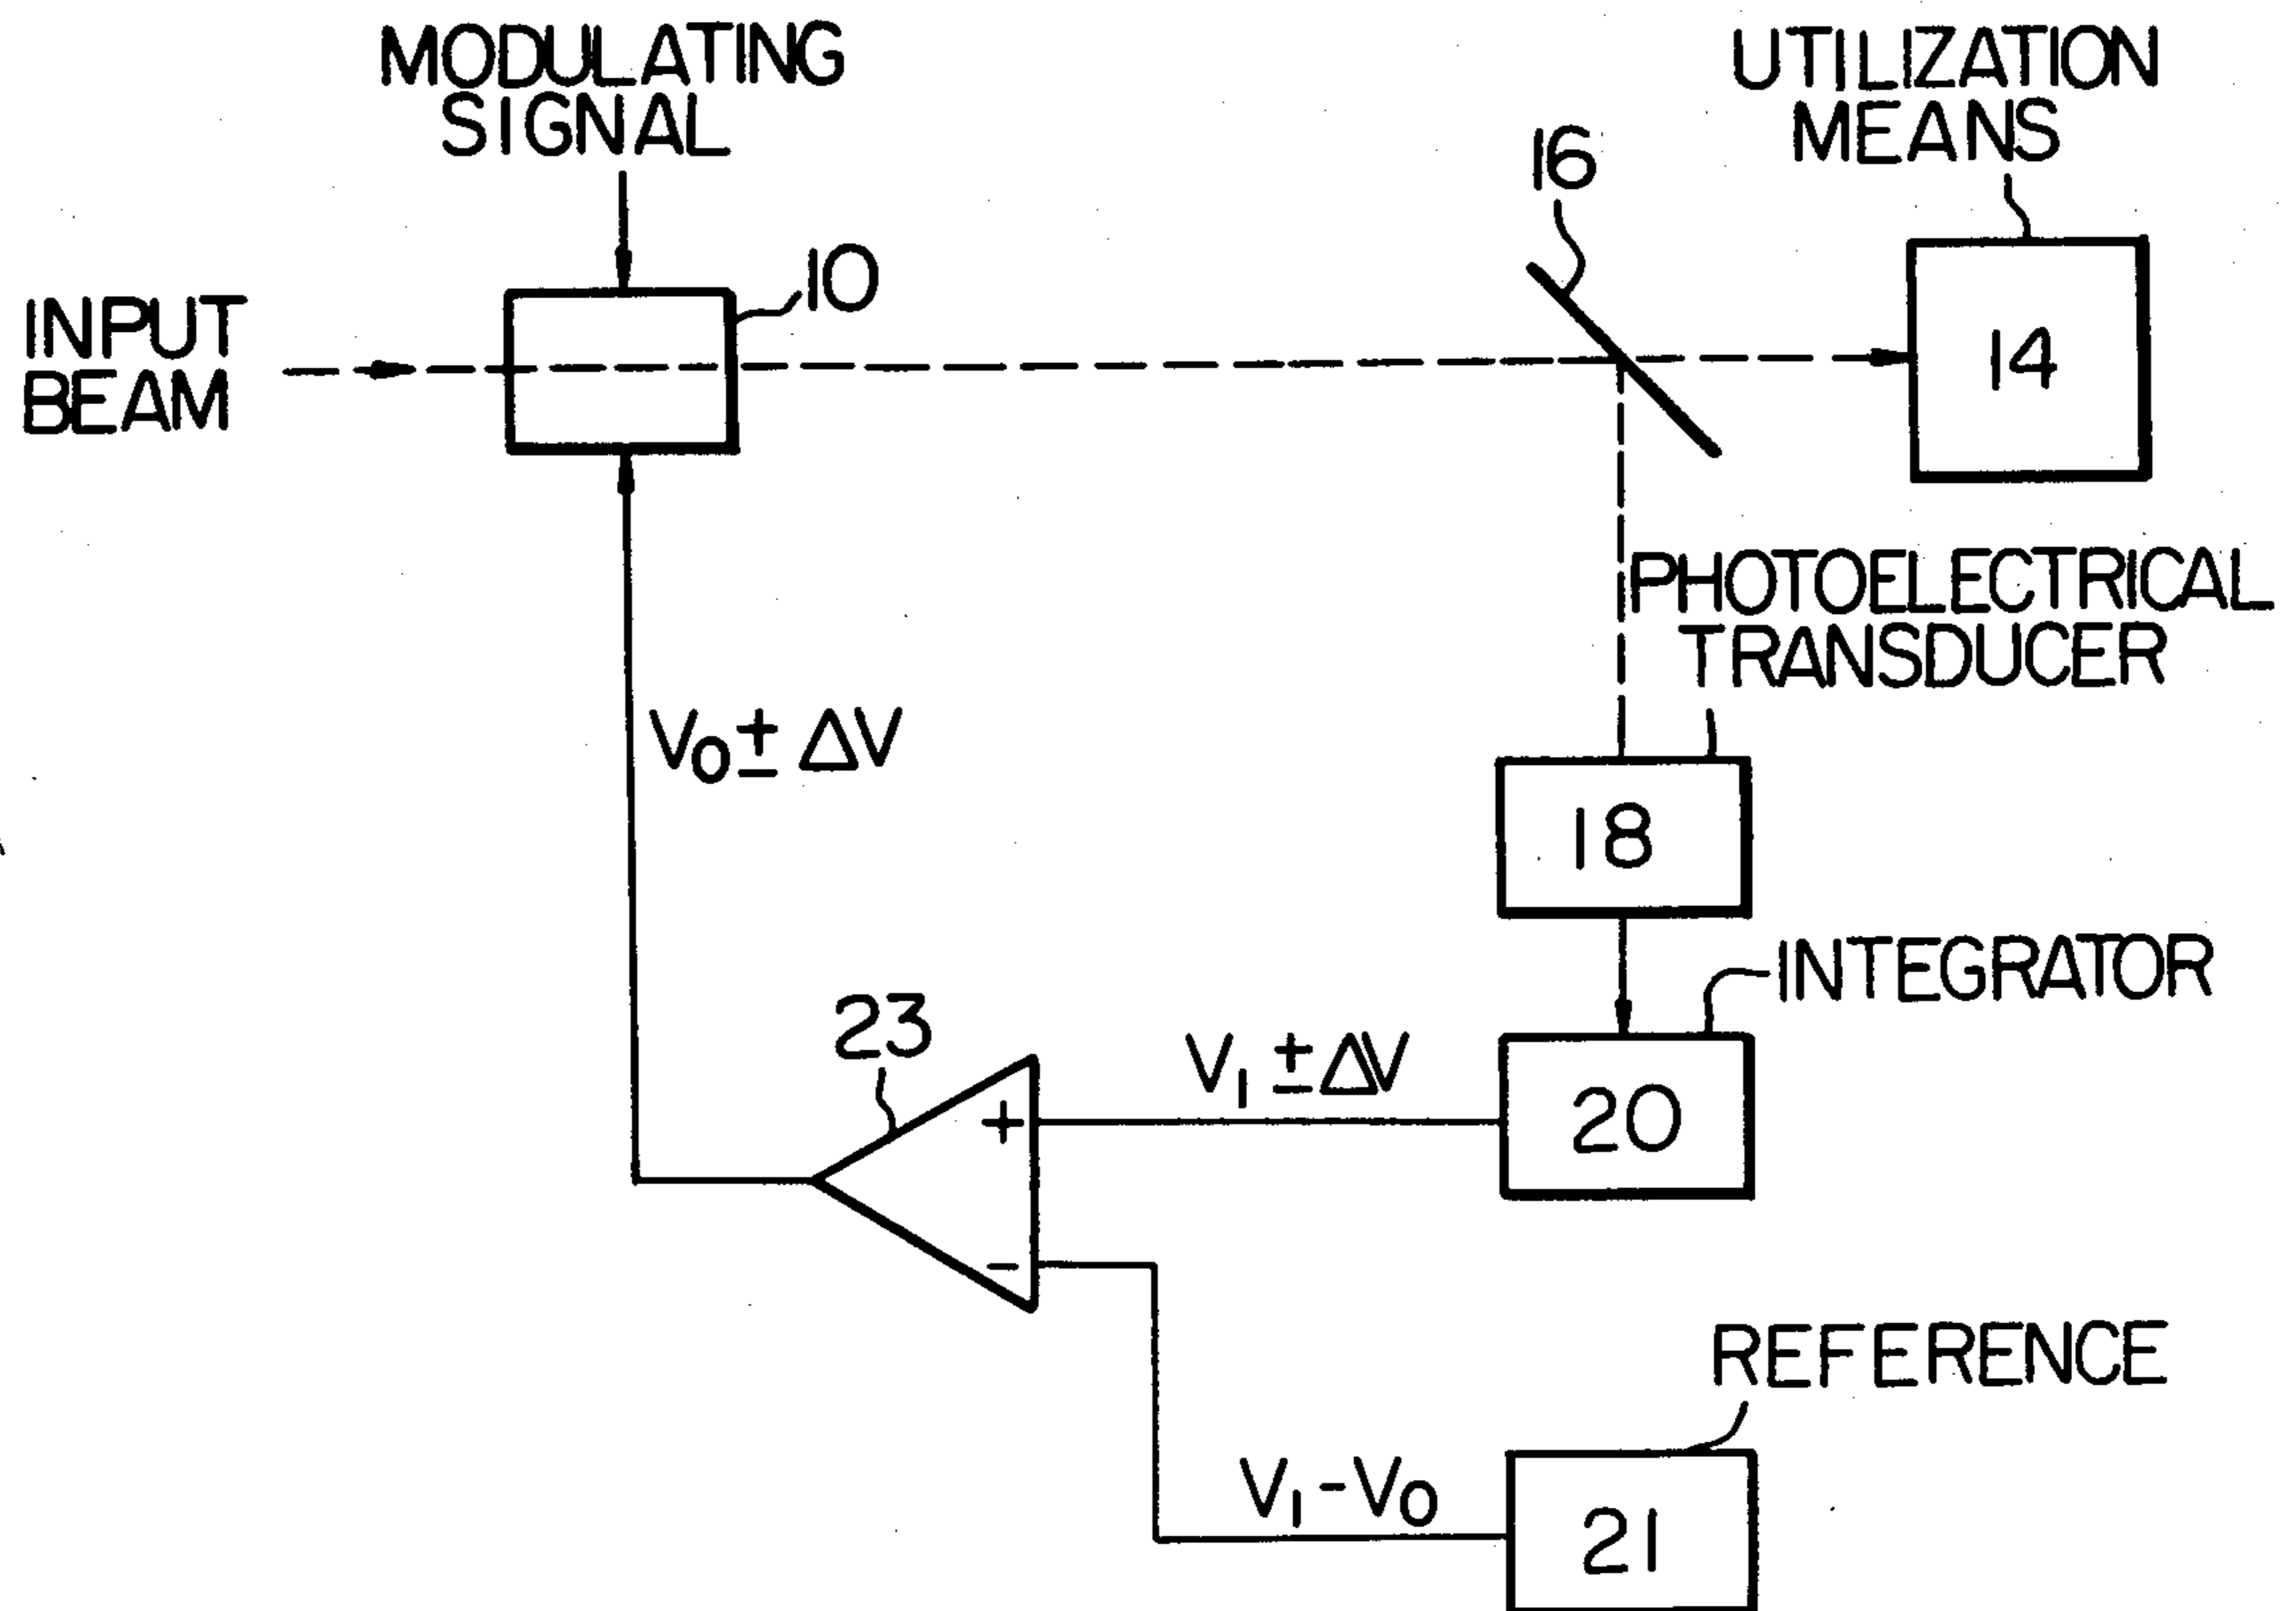 MODULATING
SIGNAL
UTILIZATION
MEANS
16
10
INPUT
BEAM
14
PHOTOELECTRICAL
TRANSDUCER
V₀ ± ΔV
18
INTEGRATOR
23
V₁ ± ΔV
+
20
-
REFERENCE
V₁ - V₀
21